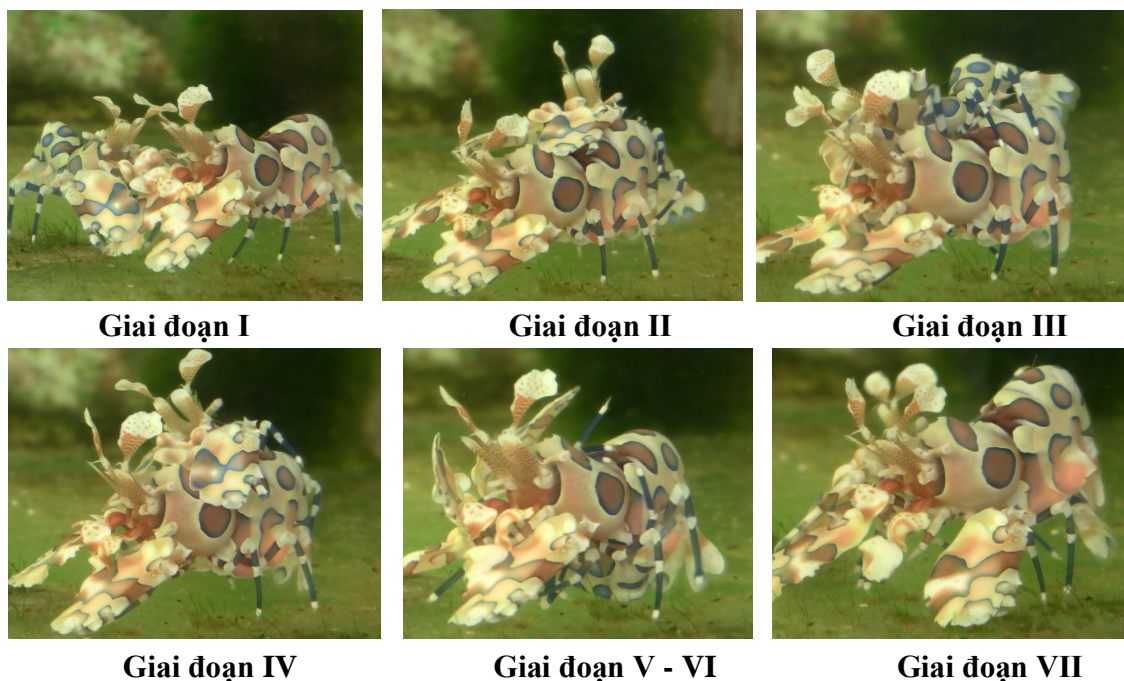 Giai đoạn I
Giai đoạn II
Giai đoạn III
Giai đoạn IV
Giai đoạn V - VI
Giai đoạn VII